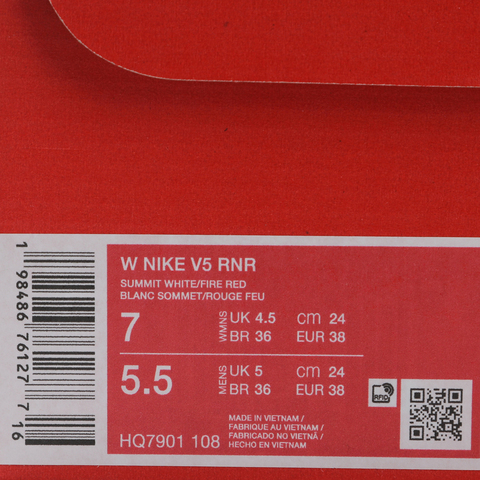 W NIKE V5 RNR
SUMMIT WHITE/FIRE RED
BLANC SOMMET/ROUGE FEU
7 WMNS UK 4.5 cm 24
BR 36 EUR 38
5.5 MENS UK 5 cm 24
BR 36 EUR 38
RFID
HQ7901 108
MADE IN VIETNAM /
FABRIQUE AU VIETNAM /
FABRICADO NO VIETNÃ /
HECHO EN VIETNAM
1 98486 76127 7 16